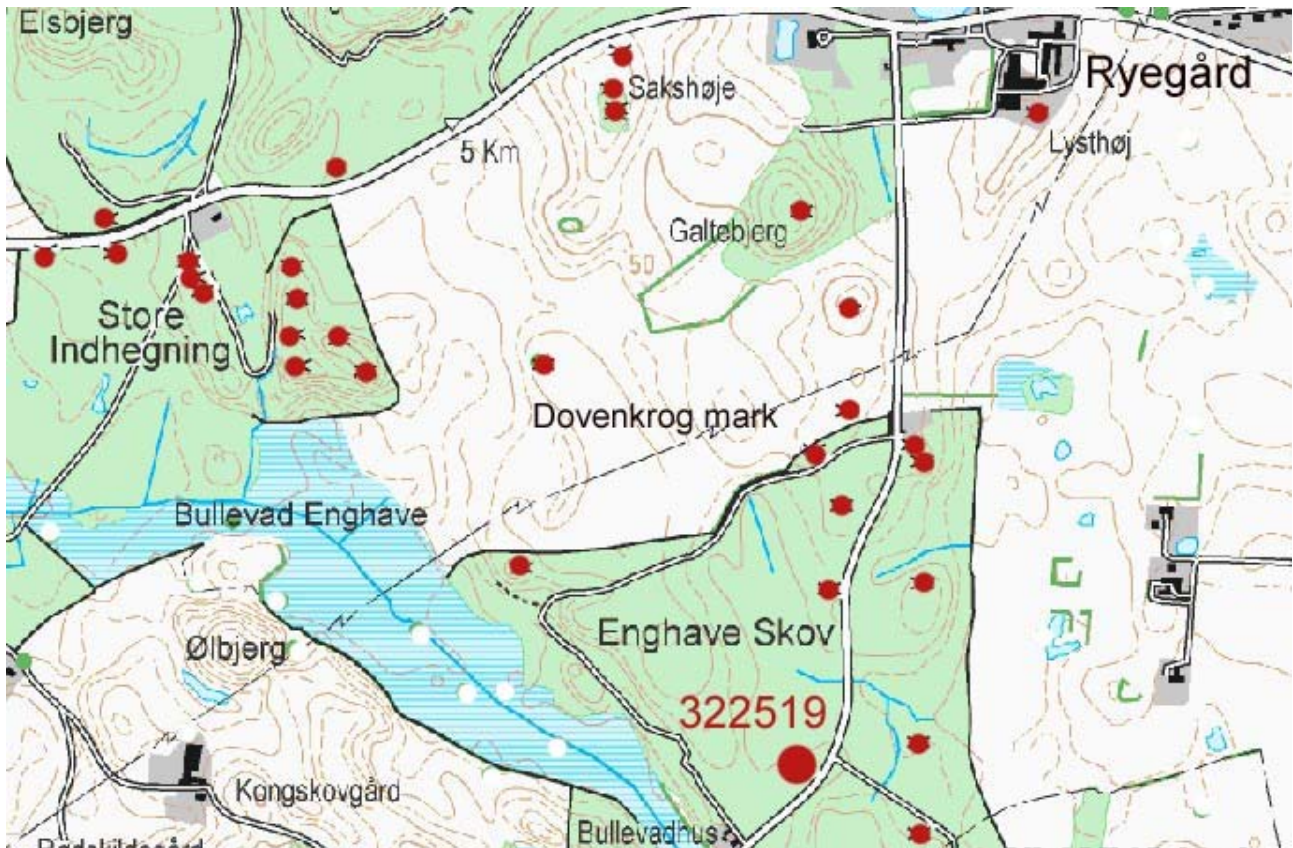 Elsbjerg
Sakshøje
Ryegård
5 Km
Lysthøj
Galtebjerg
50
Store
Indhegning
Dovenkrog mark
Bullevad Enghave
Enghave Skov
Ølbjerg
322519
Kongskovgård
Bullevadhus